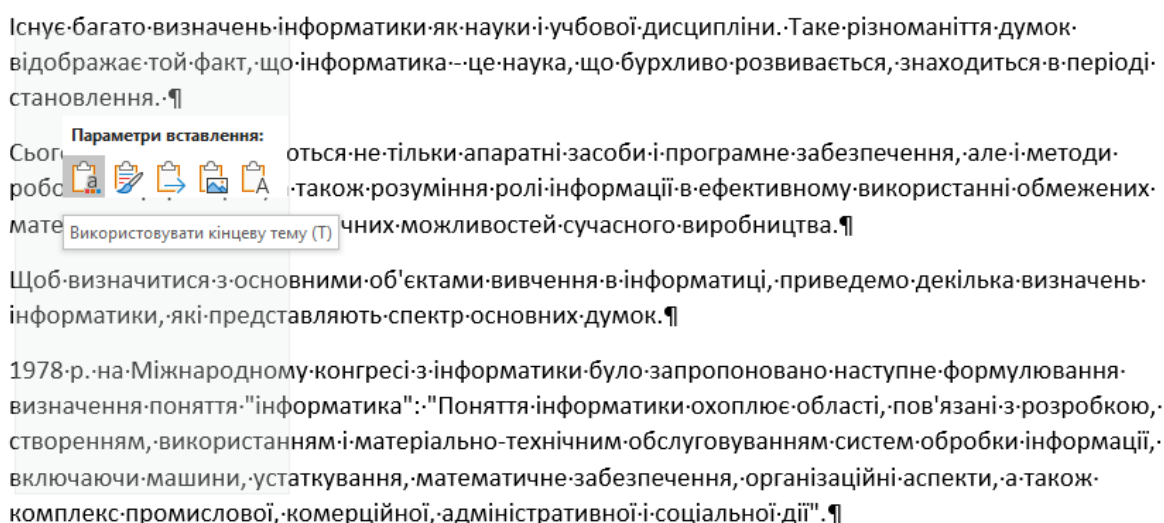 Існує багато визначень інформатики як науки і учбової дисципліни. Таке різноманіття думок
відображає той факт, що інформатика - це наука, що бурхливо розвивається, знаходиться в періоді
становлення. ¶
Параметри вставлення:
Сьог ються не тільки апаратні засоби і програмне забезпечення, але і методи
робо також розуміння ролі інформації в ефективному використанні обмежених
мате чних можливостей сучасного виробництва.¶
Використовувати кінцеву тему (T)
Щоб визначитися з основними об'єктами вивчення в інформатиці, приведемо декілька визначень
інформатики, які представляють спектр основних думок.¶
1978 р. на Міжнародному конгресі з інформатики було запропоновано наступне формулювання
визначення поняття "інформатика": "Поняття інформатики охоплює області, пов'язані з розробкою,
створенням, використанням і матеріально-технічним обслуговуванням систем обробки інформації,
включаючи машини, устаткування, математичне забезпечення, організаційні аспекти, а також
комплекс промислової, комерційної, адміністративної і соціальної дії".¶